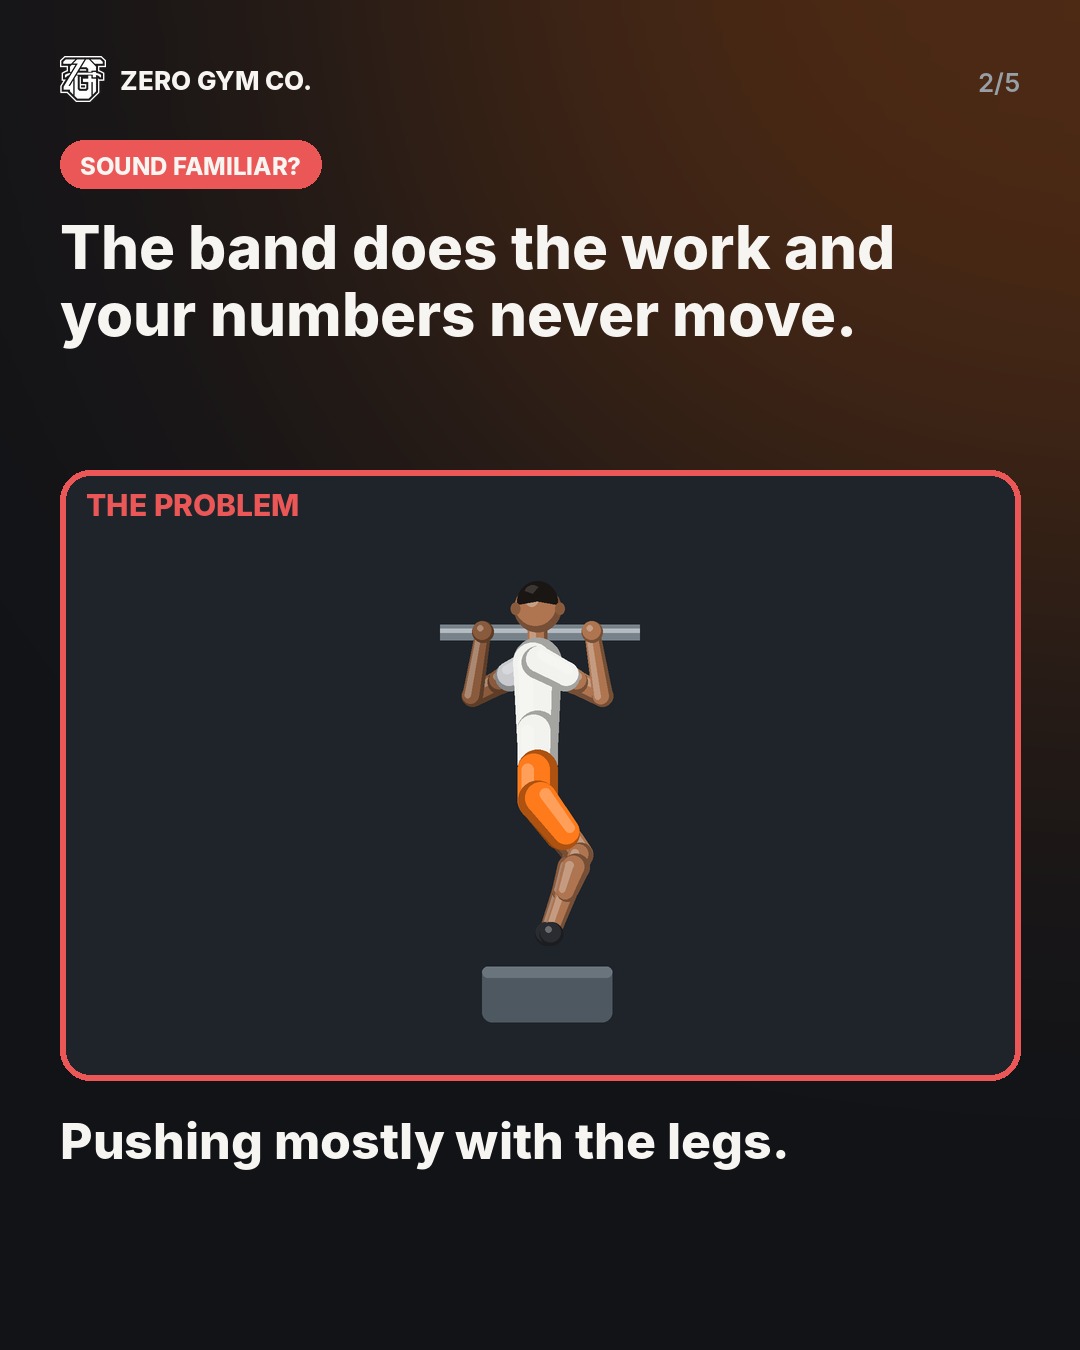 ZERO GYM CO.
2/5
SOUND FAMILIAR?
The band does the work and
your numbers never move.
THE PROBLEM
Pushing mostly with the legs.